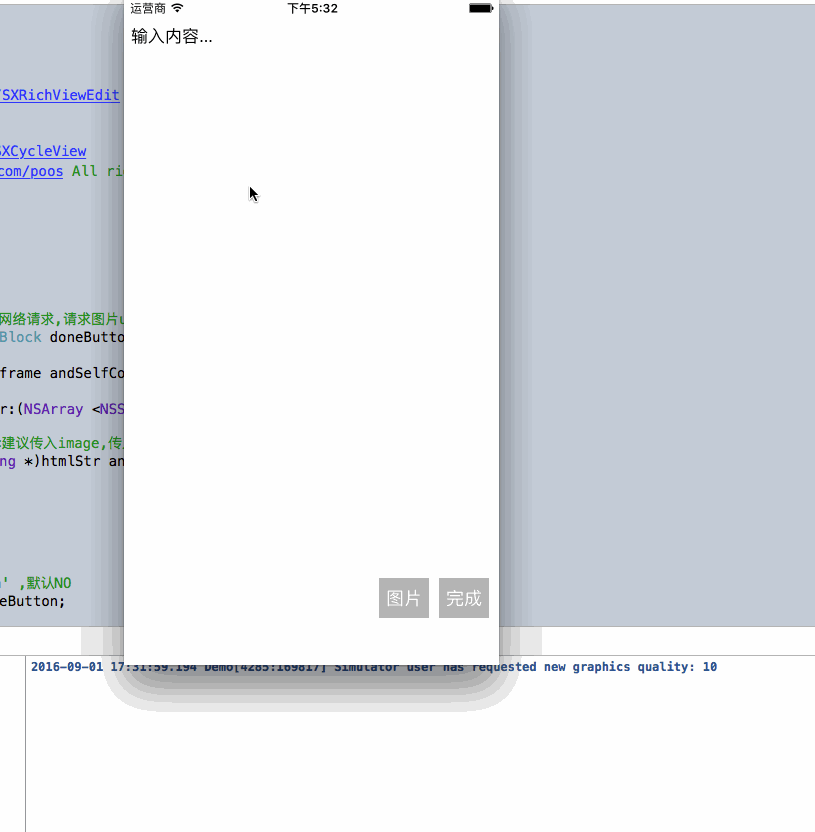 运营商 下午5:32
输入内容...
SXRichViewEdit
SXCycleView
com/poos All ri
网络请求,请求图片
Block doneButto
frame andSelfCo
r:(NSArray <NSS
建议传入image,传
ng *)htmlStr an
' ,默认NO
eButton;
图片 完成
2016-09-01 17:31:59.194 Demo[4285:169817] Simulator user has requested new graphics quality: 10